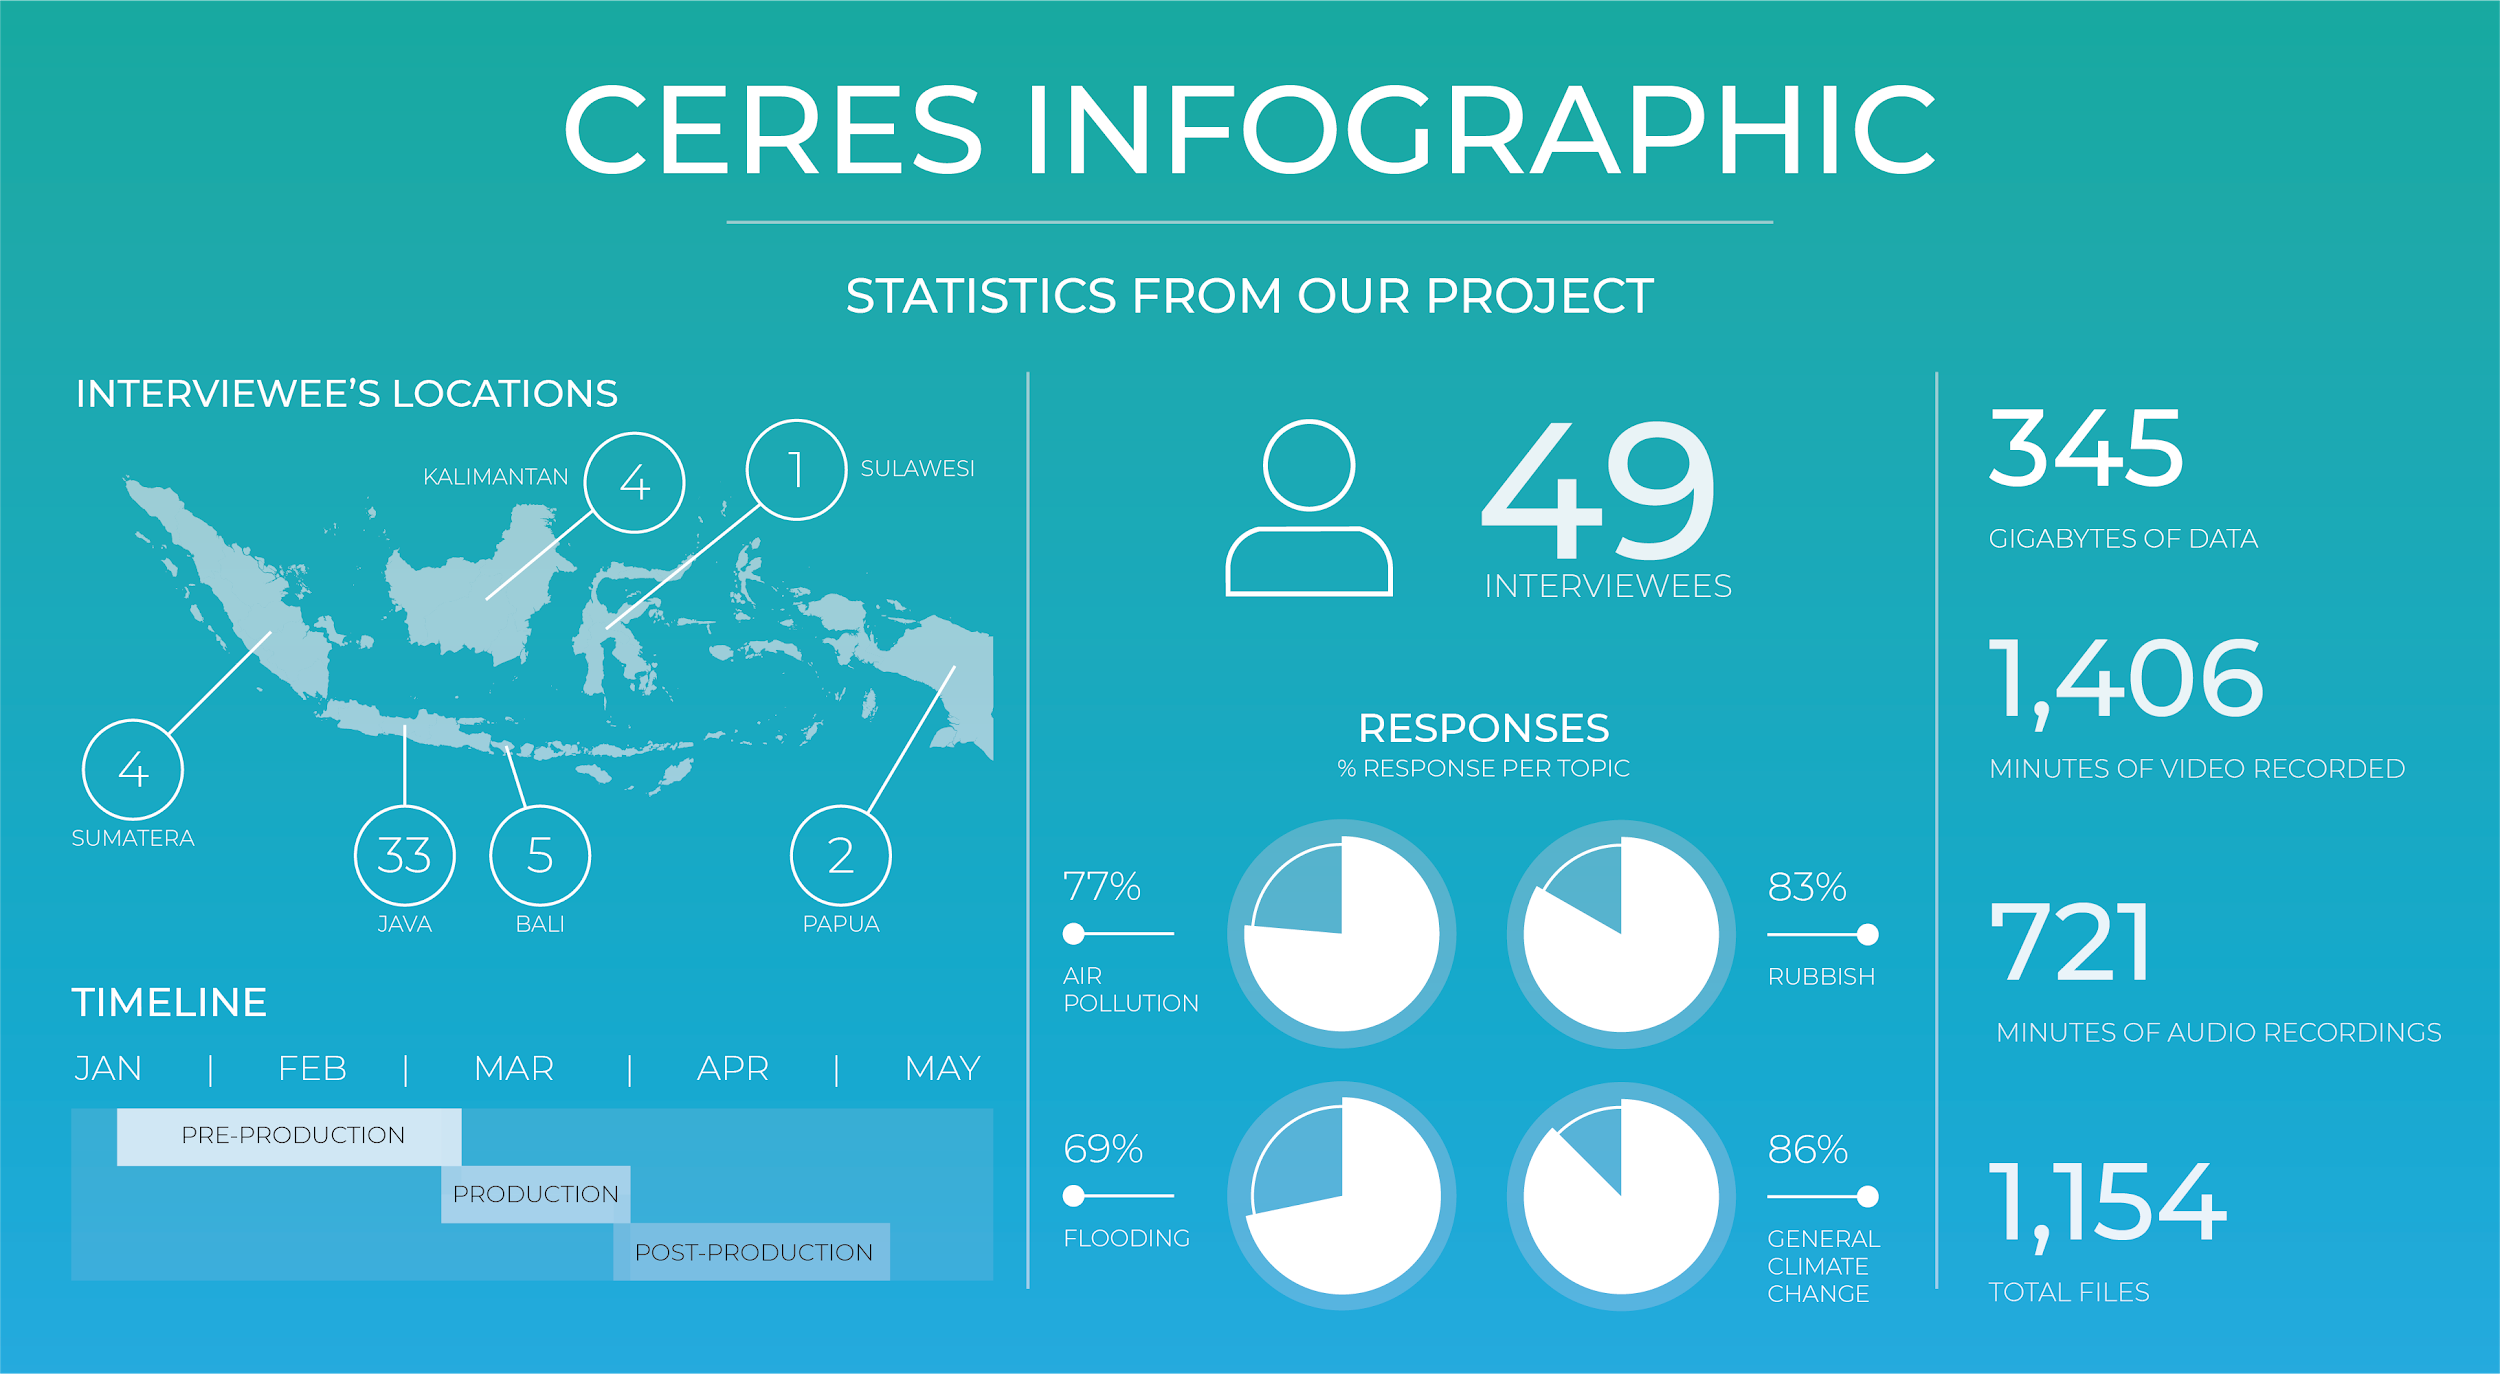 CERES INFOGRAPHIC
STATISTICS FROM OUR PROJECT
INTERVIEWEE'S LOCATIONS
KALIMANTAN
4
1
SULAWESI
4
SUMATERA
33
JAVA
5
BALI
2
PAPUA
TIMELINE
JAN | FEB | MAR | APR | MAY
PRE-PRODUCTION
PRODUCTION
POST-PRODUCTION
49
INTERVIEWEES
RESPONSES
% RESPONSE PER TOPIC
77%
AIR
POLLUTION
83%
RUBBISH
69%
FLOODING
86%
GENERAL
CLIMATE
CHANGE
345
GIGABYTES OF DATA
1,406
MINUTES OF VIDEO RECORDED
721
MINUTES OF AUDIO RECORDINGS
1,154
TOTAL FILES